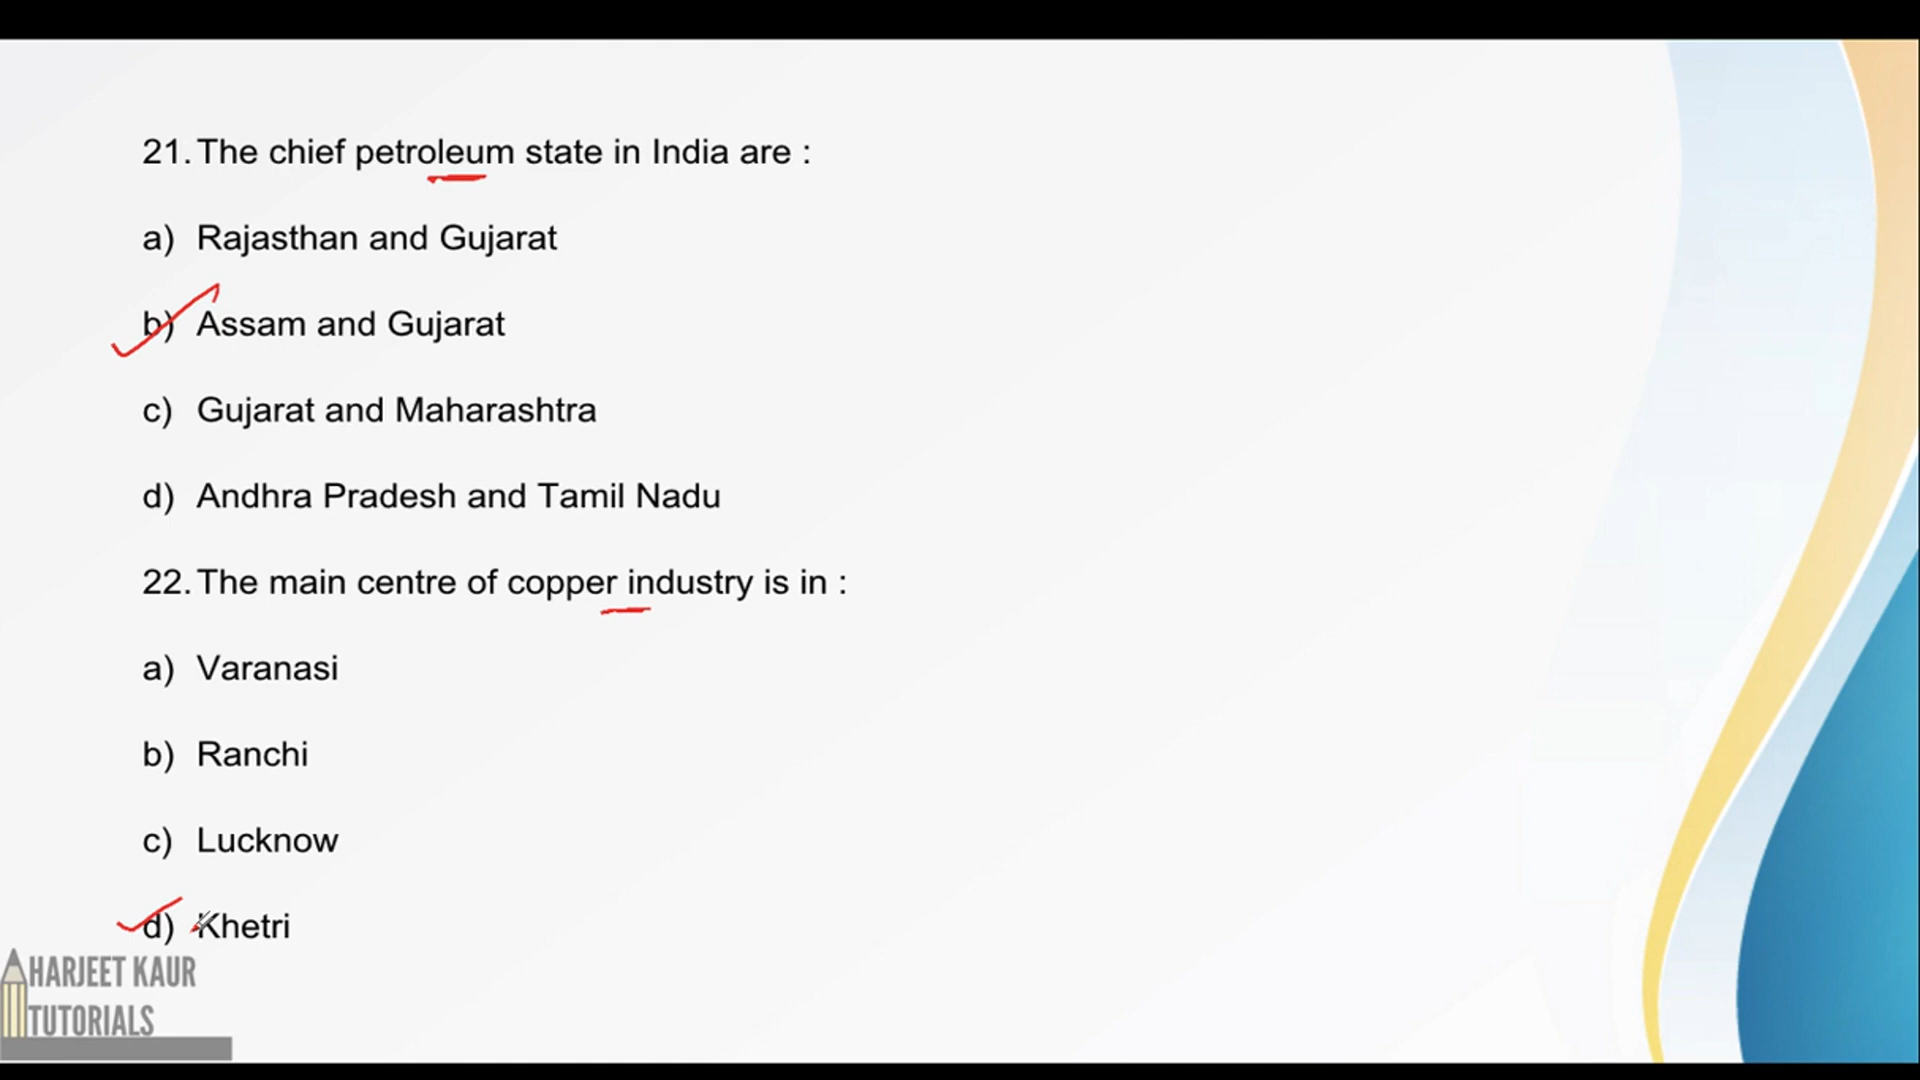 21. The chief petroleum state in India are :
a) Rajasthan and Gujarat
b) Assam and Gujarat
c) Gujarat and Maharashtra
d) Andhra Pradesh and Tamil Nadu
22. The main centre of copper industry is in :
a) Varanasi
b) Ranchi
c) Lucknow
d) Khetri
HARJEET KAUR
TUTORIALS